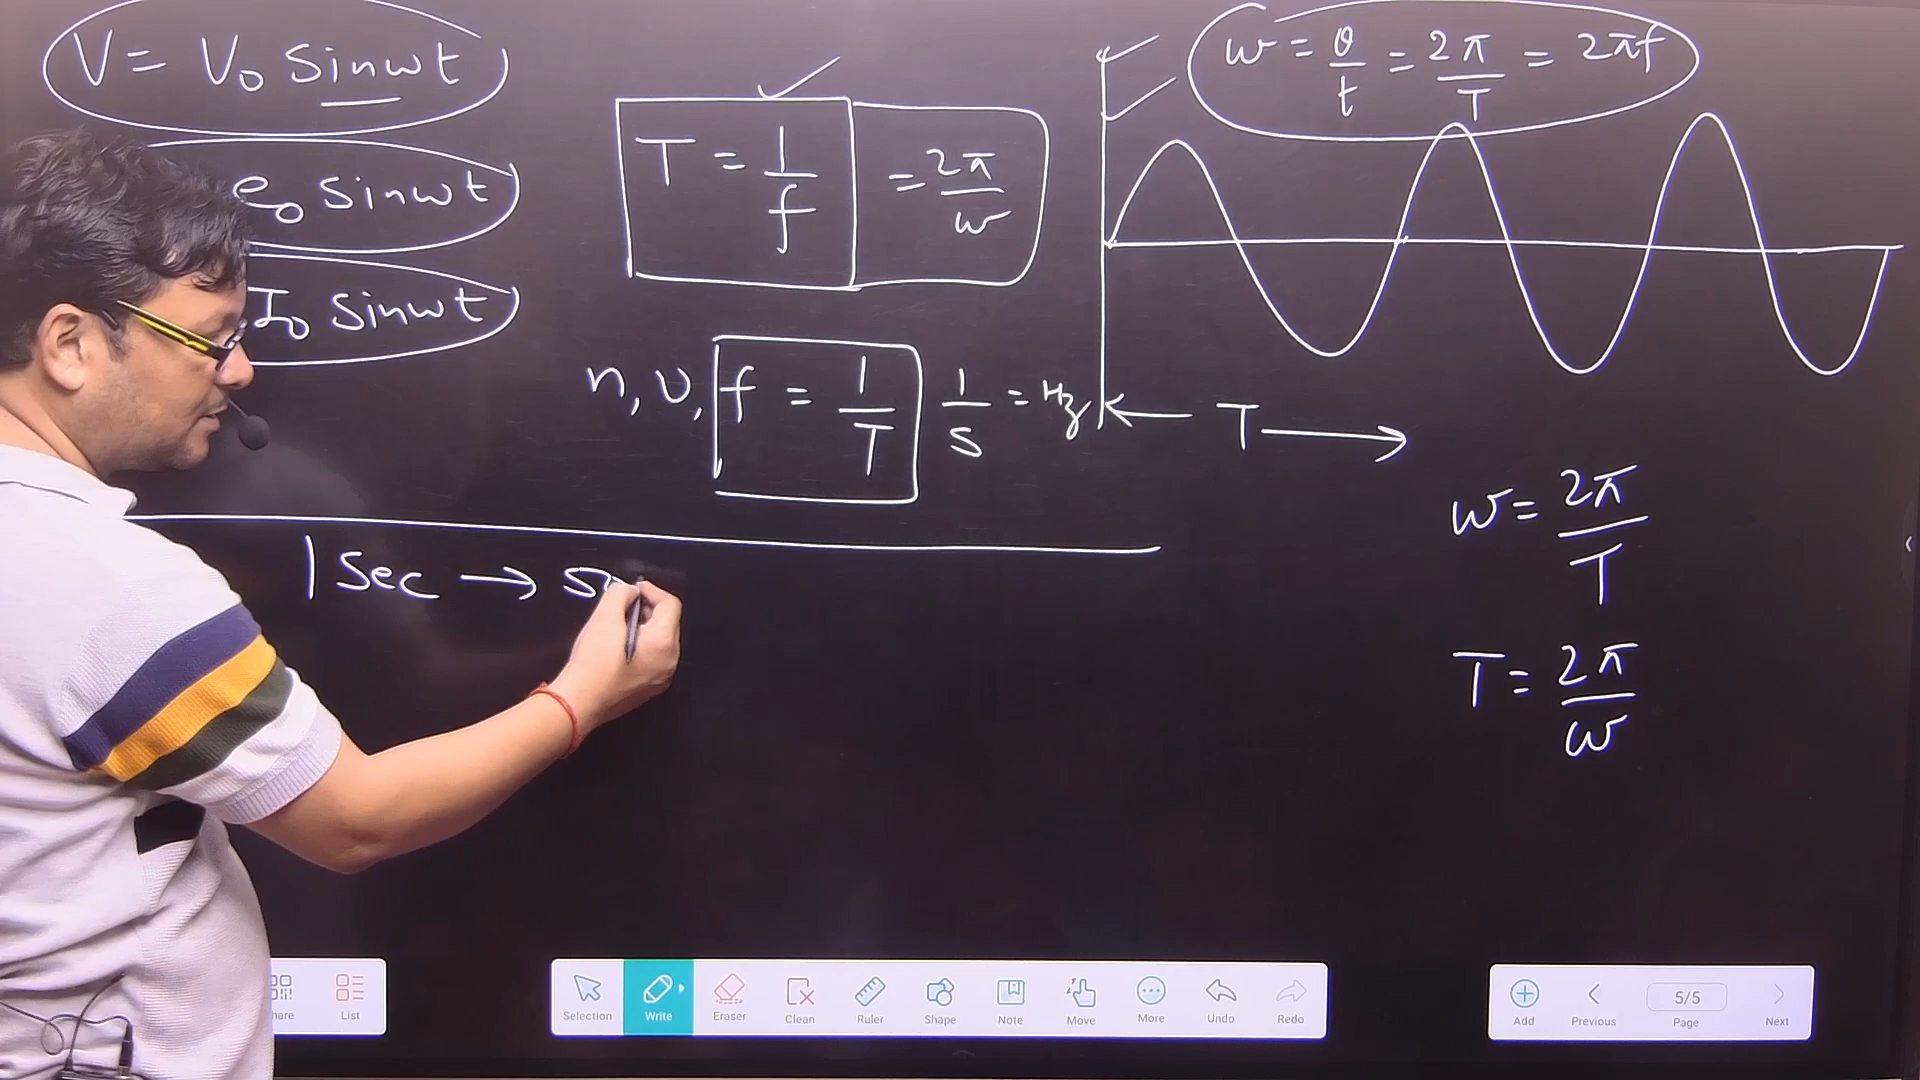 V = V₀ sinωt
e₀ sinωt
I₀ sinωt
T = 1/f = 2π/ω
n, υ, f = 1/T 1/s = Hz
ω = θ/t = 2π/T = 2πf
T
ω = 2π/T
T = 2π/ω
1 Sec →
hare List
Selection Write Eraser Clean Ruler Shape Note Move More Undo Redo
Add Previous 5/5 Page Next